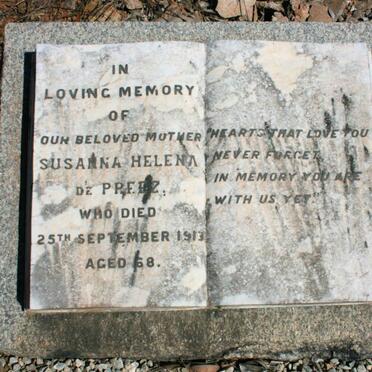 IN
LOVING MEMORY
OF
OUR BELOVED MOTHER
SUSANNA HELENA
DE PREEZ,
WHO DIED
25TH SEPTEMBER 1913
AGED 68.
"HEARTS THAT LOVE YOU
NEVER FORGET,
IN MEMORY YOU ARE
WITH US YET"